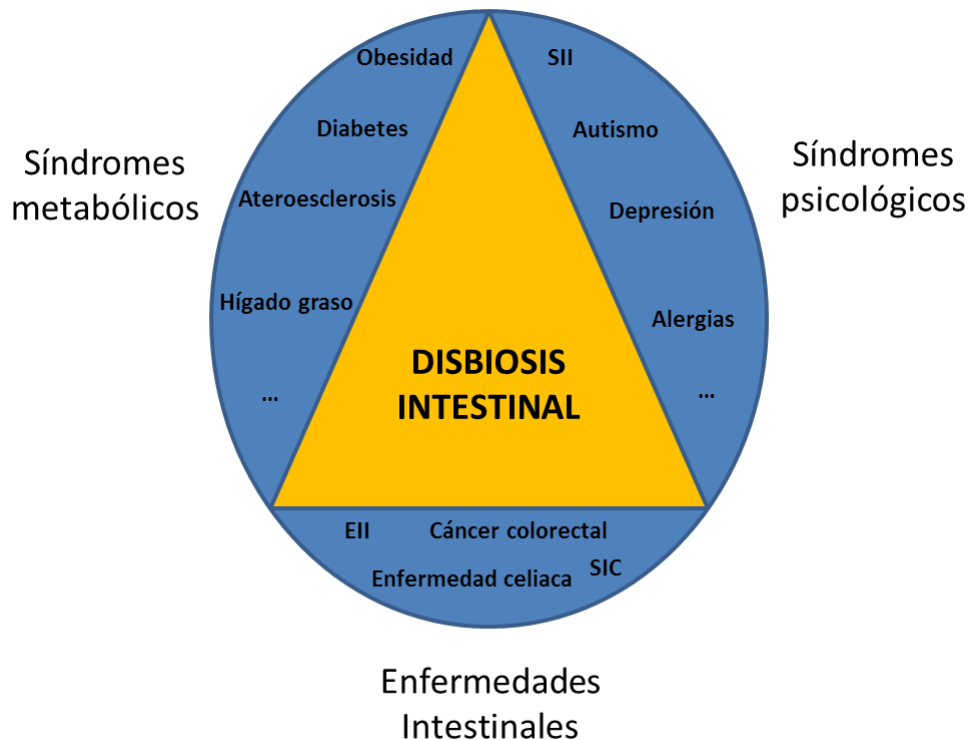 Obesidad
SII
Diabetes
Autismo
Síndromes
metabólicos
Síndromes
psicológicos
Ateroesclerosis
Depresión
Hígado graso
Alergias
DISBIOSIS
INTESTINAL
...
...
EII
Cáncer colorectal
Enfermedad celiaca
SIC
Enfermedades
Intestinales